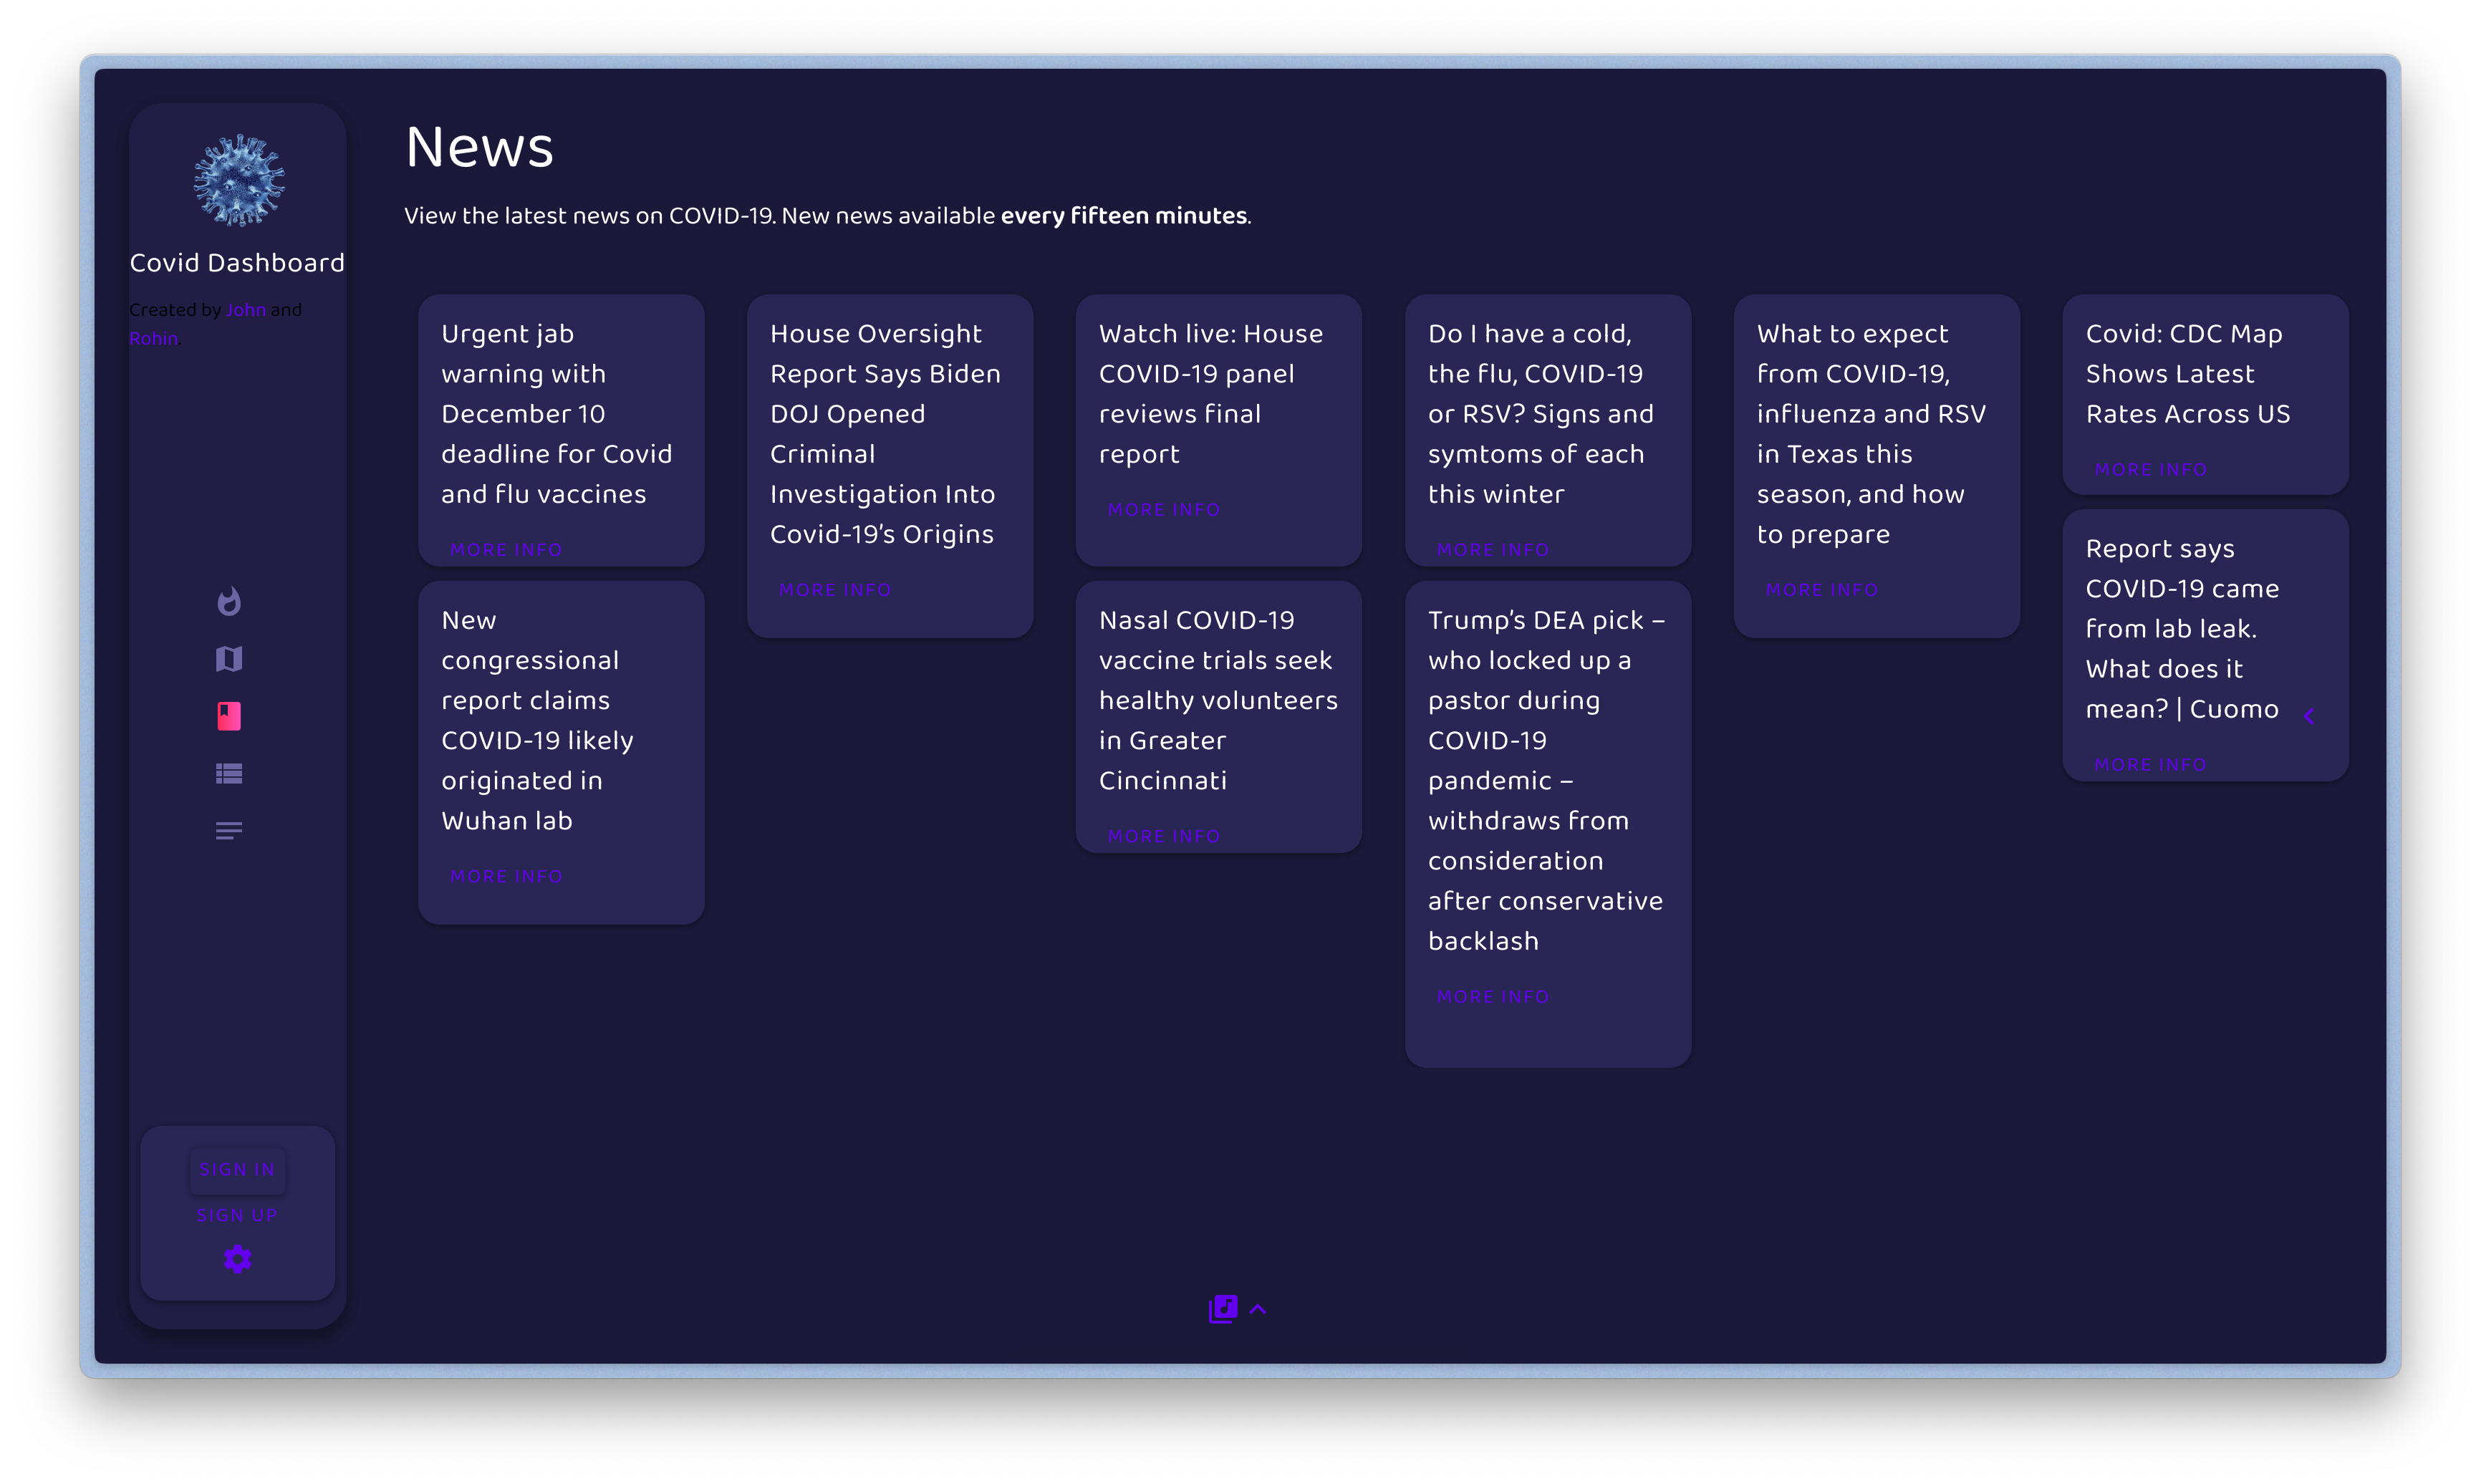 Covid Dashboard
Created by John and
Rohin.
SIGN IN
SIGN UP
News
View the latest news on COVID-19. New news available every fifteen minutes.
Urgent jab
warning with
December 10
deadline for Covid
and flu vaccines
MORE INFO
New
congressional
report claims
COVID-19 likely
originated in
Wuhan lab
MORE INFO
House Oversight
Report Says Biden
DOJ Opened
Criminal
Investigation Into
Covid-19’s Origins
MORE INFO
Watch live: House
COVID-19 panel
reviews final
report
MORE INFO
Nasal COVID-19
vaccine trials seek
healthy volunteers
in Greater
Cincinnati
MORE INFO
Do I have a cold,
the flu, COVID-19
or RSV? Signs and
symtoms of each
this winter
MORE INFO
Trump’s DEA pick –
who locked up a
pastor during
COVID-19
pandemic –
withdraws from
consideration
after conservative
backlash
MORE INFO
What to expect
from COVID-19,
influenza and RSV
in Texas this
season, and how
to prepare
MORE INFO
Covid: CDC Map
Shows Latest
Rates Across US
MORE INFO
Report says
COVID-19 came
from lab leak.
What does it
mean? | Cuomo
MORE INFO